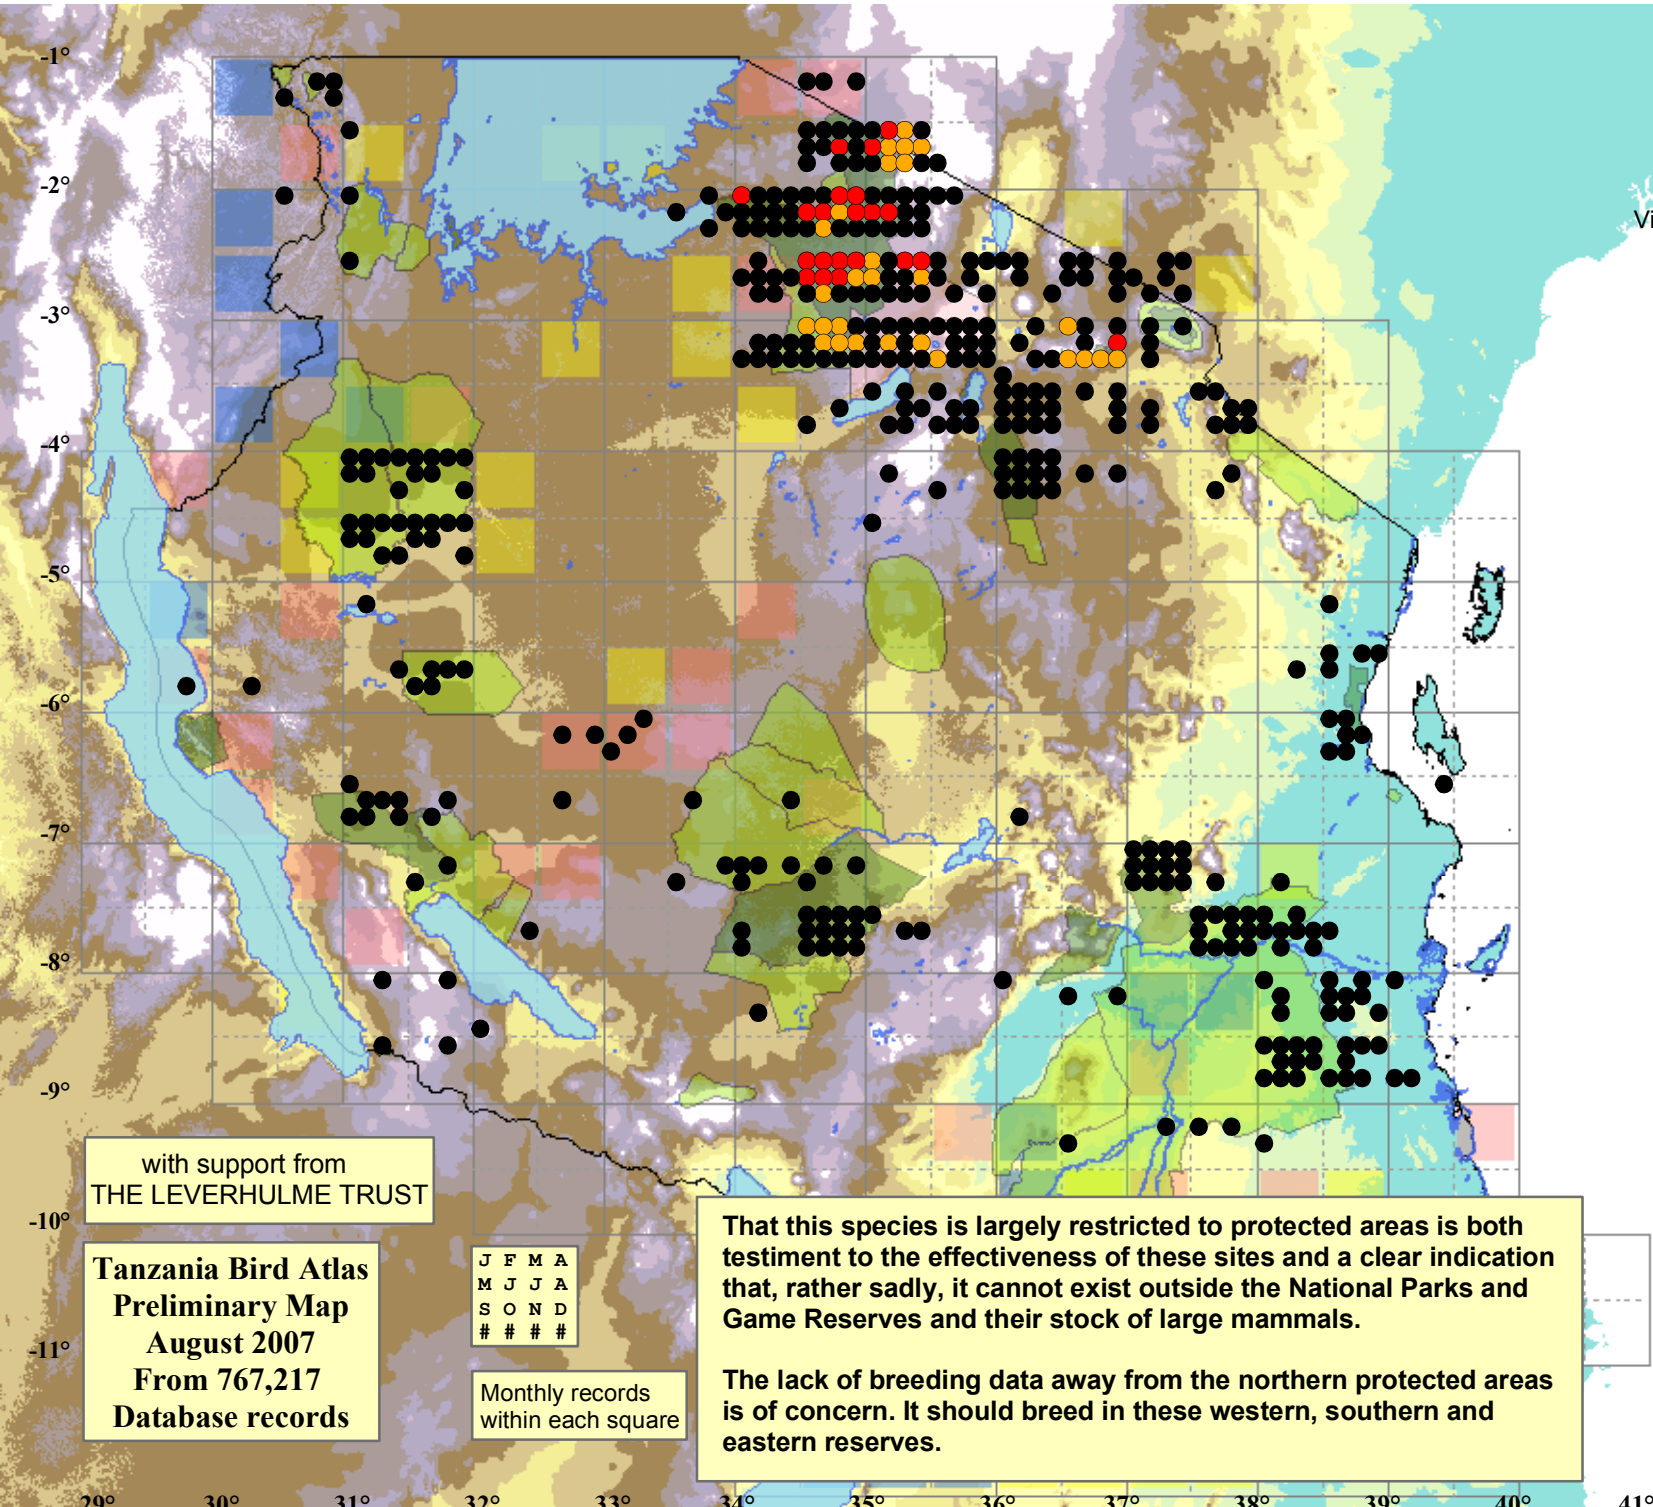 -1°
-2°
-3°
-4°
-5°
-6°
-7°
-8°
-9°
-10°
-11°
Vi
with support from
THE LEVERHULME TRUST
Tanzania Bird Atlas
Preliminary Map
August 2007
From 767,217
Database records
J F M A
M J J A
S O N D
# # # #
Monthly records
within each square
That this species is largely restricted to protected areas is both
testiment to the effectiveness of these sites and a clear indication
that, rather sadly, it cannot exist outside the National Parks and
Game Reserves and their stock of large mammals.
The lack of breeding data away from the northern protected areas
is of concern. It should breed in these western, southern and
eastern reserves.
29° 30° 31° 32° 33° 34° 35° 36° 37° 38° 39° 40° 41°